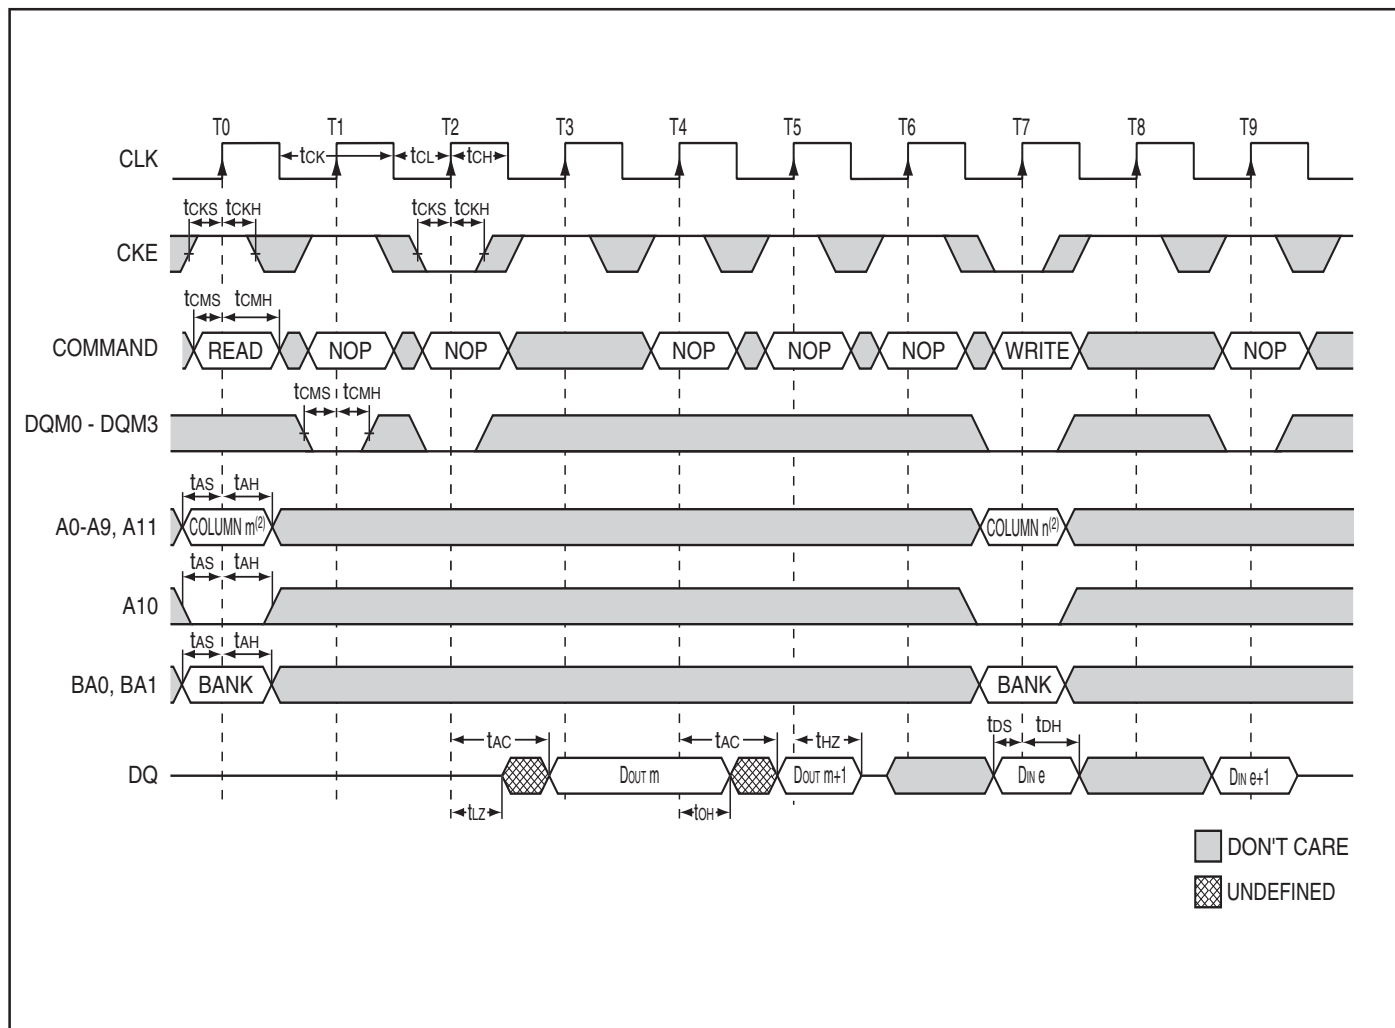 T0 T1 T2 T3 T4 T5 T6 T7 T8 T9
CLK tCK tCL tCH
tCKS tCKH tCKS tCKH
CKE
tCMS tCMH
COMMAND READ NOP NOP NOP NOP NOP WRITE NOP
tCMS tCMH
DQM0 - DQM3
tAS tAH
A0-A9, A11 COLUMN m(2) COLUMN n(2)
tAS tAH
A10
tAS tAH
BA0, BA1 BANK BANK
tAC tAC tHZ tDS tDH
DQ DOUT m DOUT m+1 DIN e DIN e+1
tLZ tOH
DON'T CARE
UNDEFINED